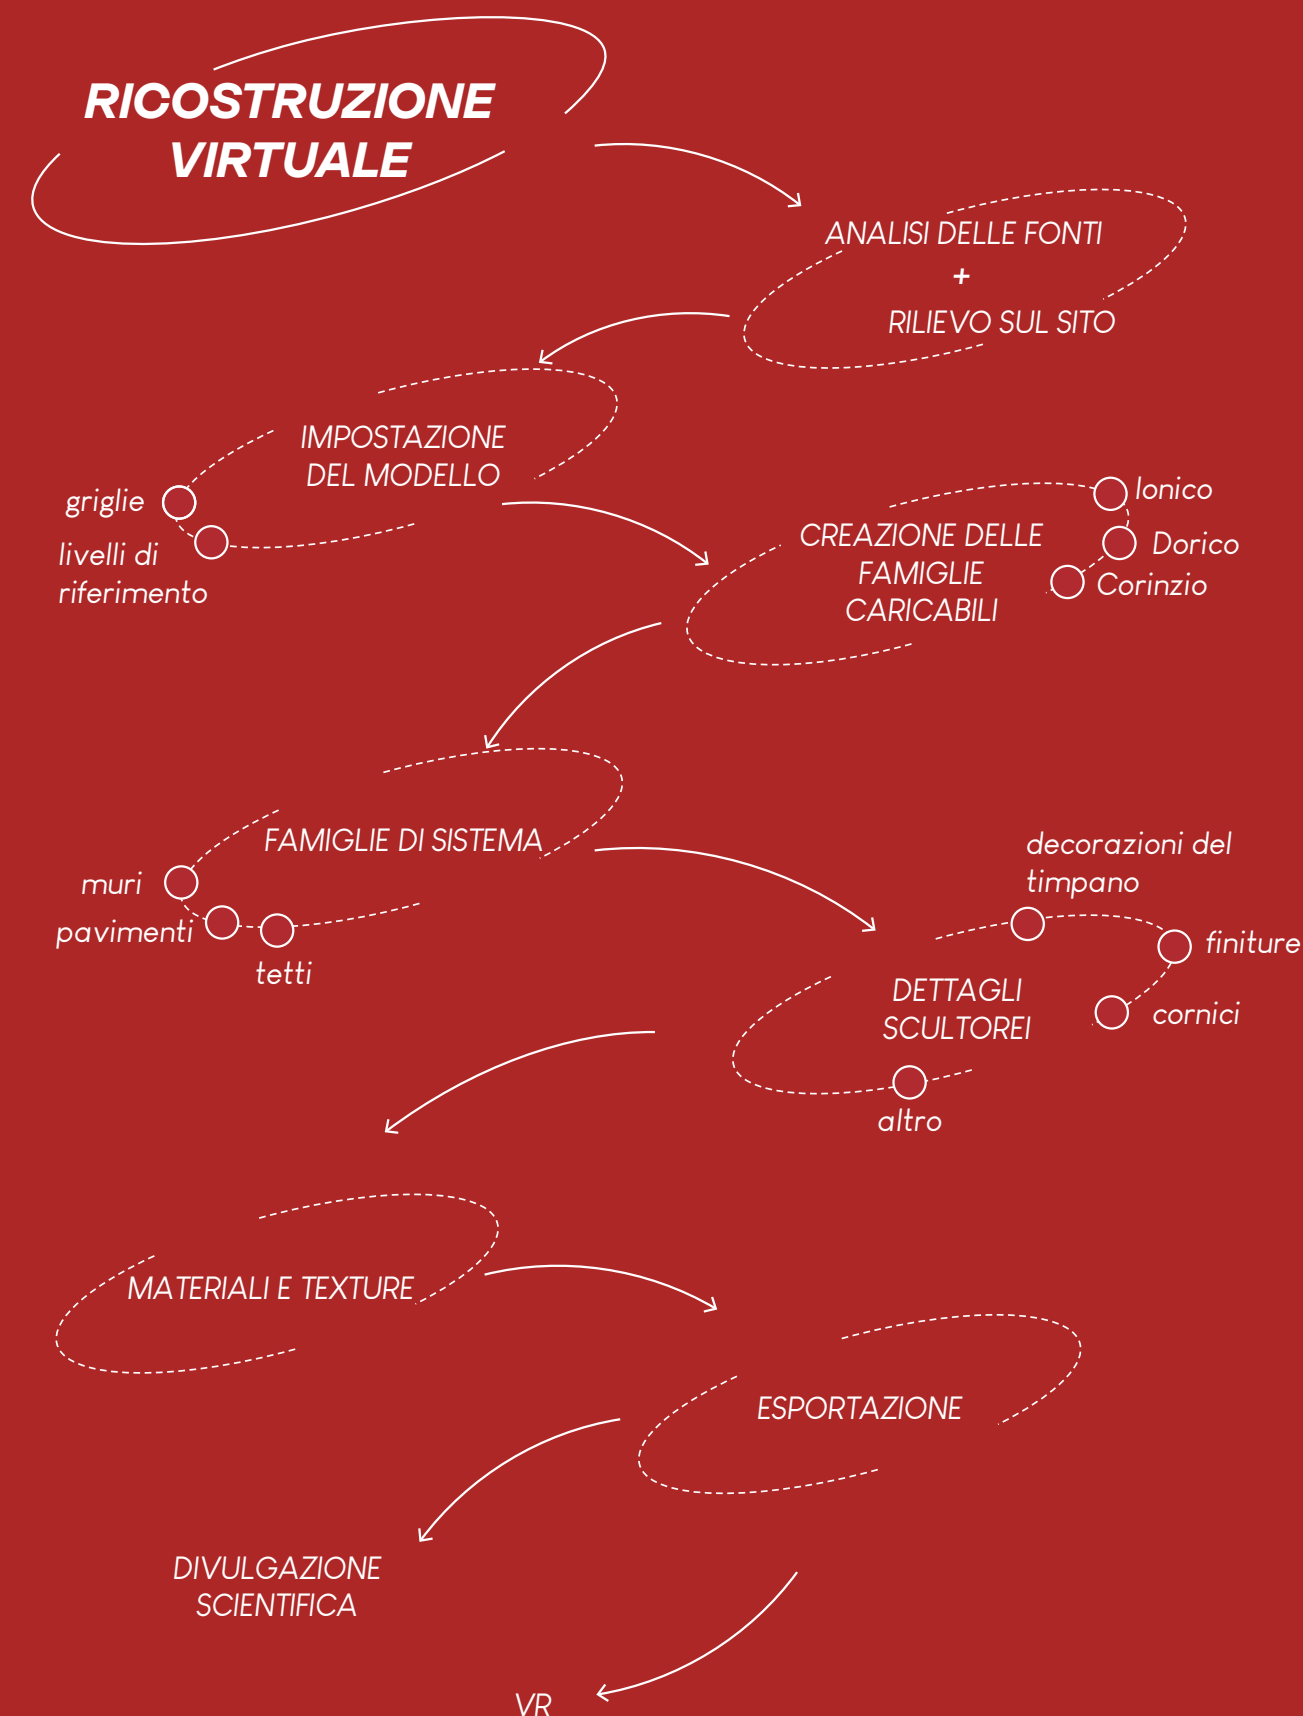 RICOSTRUZIONE
VIRTUALE
ANALISI DELLE FONTI
+
RILIEVO SUL SITO
IMPOSTAZIONE
DEL MODELLO
griglie
livelli di
riferimento
CREAZIONE DELLE
FAMIGLIE
CARICABILI
Ionico
Dorico
Corinzio
FAMIGLIE DI SISTEMA
muri
pavimenti
tetti
decorazioni del
timpano
finiture
DETTAGLI
SCULTOREI
cornici
altro
MATERIALI E TEXTURE
ESPORTAZIONE
DIVULGAZIONE
SCIENTIFICA
VR